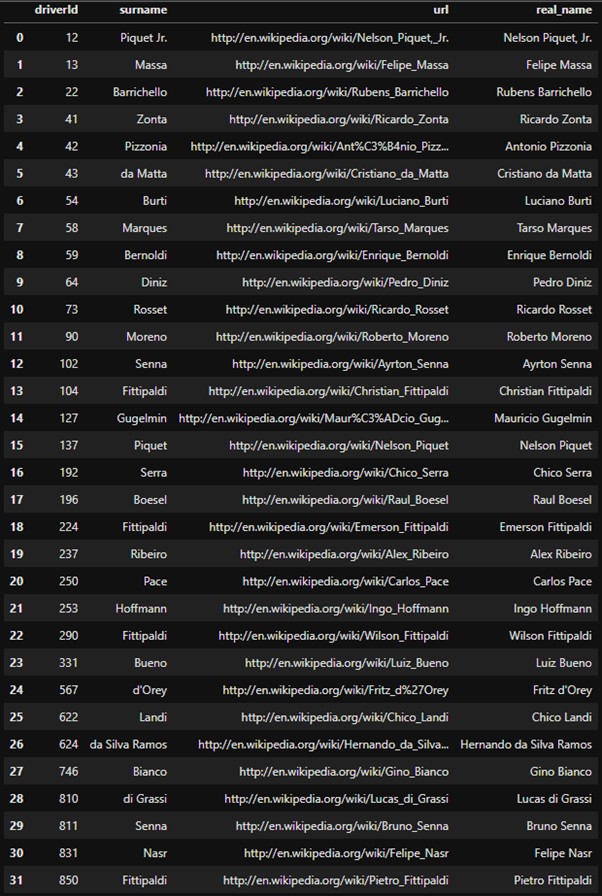 driverId surname url real_name
0 12 Piquet Jr. http://en.wikipedia.org/wiki/Nelson_Piquet,_Jr. Nelson Piquet, Jr.
1 13 Massa http://en.wikipedia.org/wiki/Felipe_Massa Felipe Massa
2 22 Barrichello http://en.wikipedia.org/wiki/Rubens_Barrichello Rubens Barrichello
3 41 Zonta http://en.wikipedia.org/wiki/Ricardo_Zonta Ricardo Zonta
4 42 Pizzonia http://en.wikipedia.org/wiki/Ant%C3%B4nio_Pizz... Antonio Pizzonia
5 43 da Matta http://en.wikipedia.org/wiki/Cristiano_da_Matta Cristiano da Matta
6 54 Burti http://en.wikipedia.org/wiki/Luciano_Burti Luciano Burti
7 58 Marques http://en.wikipedia.org/wiki/Tarso_Marques Tarso Marques
8 59 Bernoldi http://en.wikipedia.org/wiki/Enrique_Bernoldi Enrique Bernoldi
9 64 Diniz http://en.wikipedia.org/wiki/Pedro_Diniz Pedro Diniz
10 73 Rosset http://en.wikipedia.org/wiki/Ricardo_Rosset Ricardo Rosset
11 90 Moreno http://en.wikipedia.org/wiki/Roberto_Moreno Roberto Moreno
12 102 Senna http://en.wikipedia.org/wiki/Ayrton_Senna Ayrton Senna
13 104 Fittipaldi http://en.wikipedia.org/wiki/Christian_Fittipaldi Christian Fittipaldi
14 127 Gugelmin http://en.wikipedia.org/wiki/Maur%C3%ADcio_Gug... Mauricio Gugelmin
15 137 Piquet http://en.wikipedia.org/wiki/Nelson_Piquet Nelson Piquet
16 192 Serra http://en.wikipedia.org/wiki/Chico_Serra Chico Serra
17 196 Boesel http://en.wikipedia.org/wiki/Raul_Boesel Raul Boesel
18 224 Fittipaldi http://en.wikipedia.org/wiki/Emerson_Fittipaldi Emerson Fittipaldi
19 237 Ribeiro http://en.wikipedia.org/wiki/Alex_Ribeiro Alex Ribeiro
20 250 Pace http://en.wikipedia.org/wiki/Carlos_Pace Carlos Pace
21 253 Hoffmann http://en.wikipedia.org/wiki/Ingo_Hoffmann Ingo Hoffmann
22 290 Fittipaldi http://en.wikipedia.org/wiki/Wilson_Fittipaldi Wilson Fittipaldi
23 331 Bueno http://en.wikipedia.org/wiki/Luiz_Bueno Luiz Bueno
24 567 d'Orey http://en.wikipedia.org/wiki/Fritz_d%27Orey Fritz d'Orey
25 622 Landi http://en.wikipedia.org/wiki/Chico_Landi Chico Landi
26 624 da Silva Ramos http://en.wikipedia.org/wiki/Hernando_da_Silva... Hernando da Silva Ramos
27 746 Bianco http://en.wikipedia.org/wiki/Gino_Bianco Gino Bianco
28 810 di Grassi http://en.wikipedia.org/wiki/Lucas_di_Grassi Lucas di Grassi
29 811 Senna http://en.wikipedia.org/wiki/Bruno_Senna Bruno Senna
30 831 Nasr http://en.wikipedia.org/wiki/Felipe_Nasr Felipe Nasr
31 850 Fittipaldi http://en.wikipedia.org/wiki/Pietro_Fittipaldi Pietro Fittipaldi